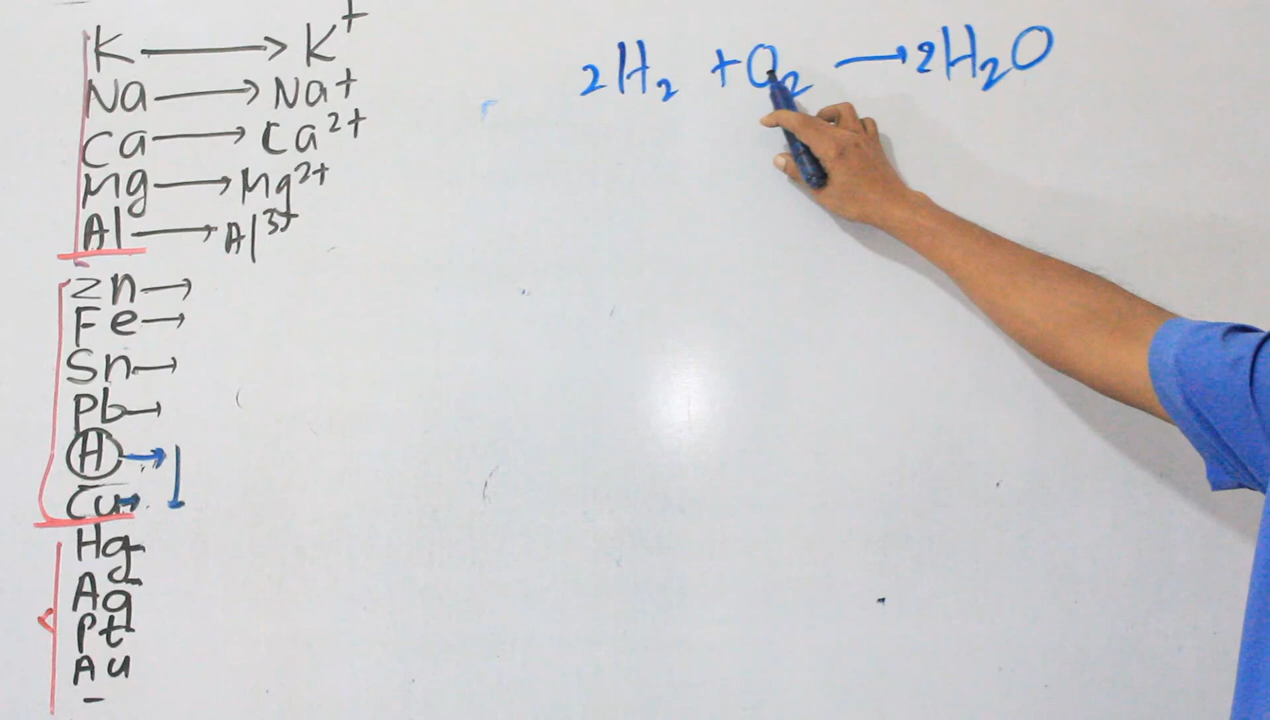 K ⟶ K⁺
Na ⟶ Na+
Ca ⟶ Ca²⁺
Mg ⟶ Mg²⁺
Al ⟶ Al³⁺
Zn →
Fe →
Sn →
Pb →
H →
Cu →
Hg
Ag
Pt
Au
2H₂ + O₂ ⟶ 2H₂O